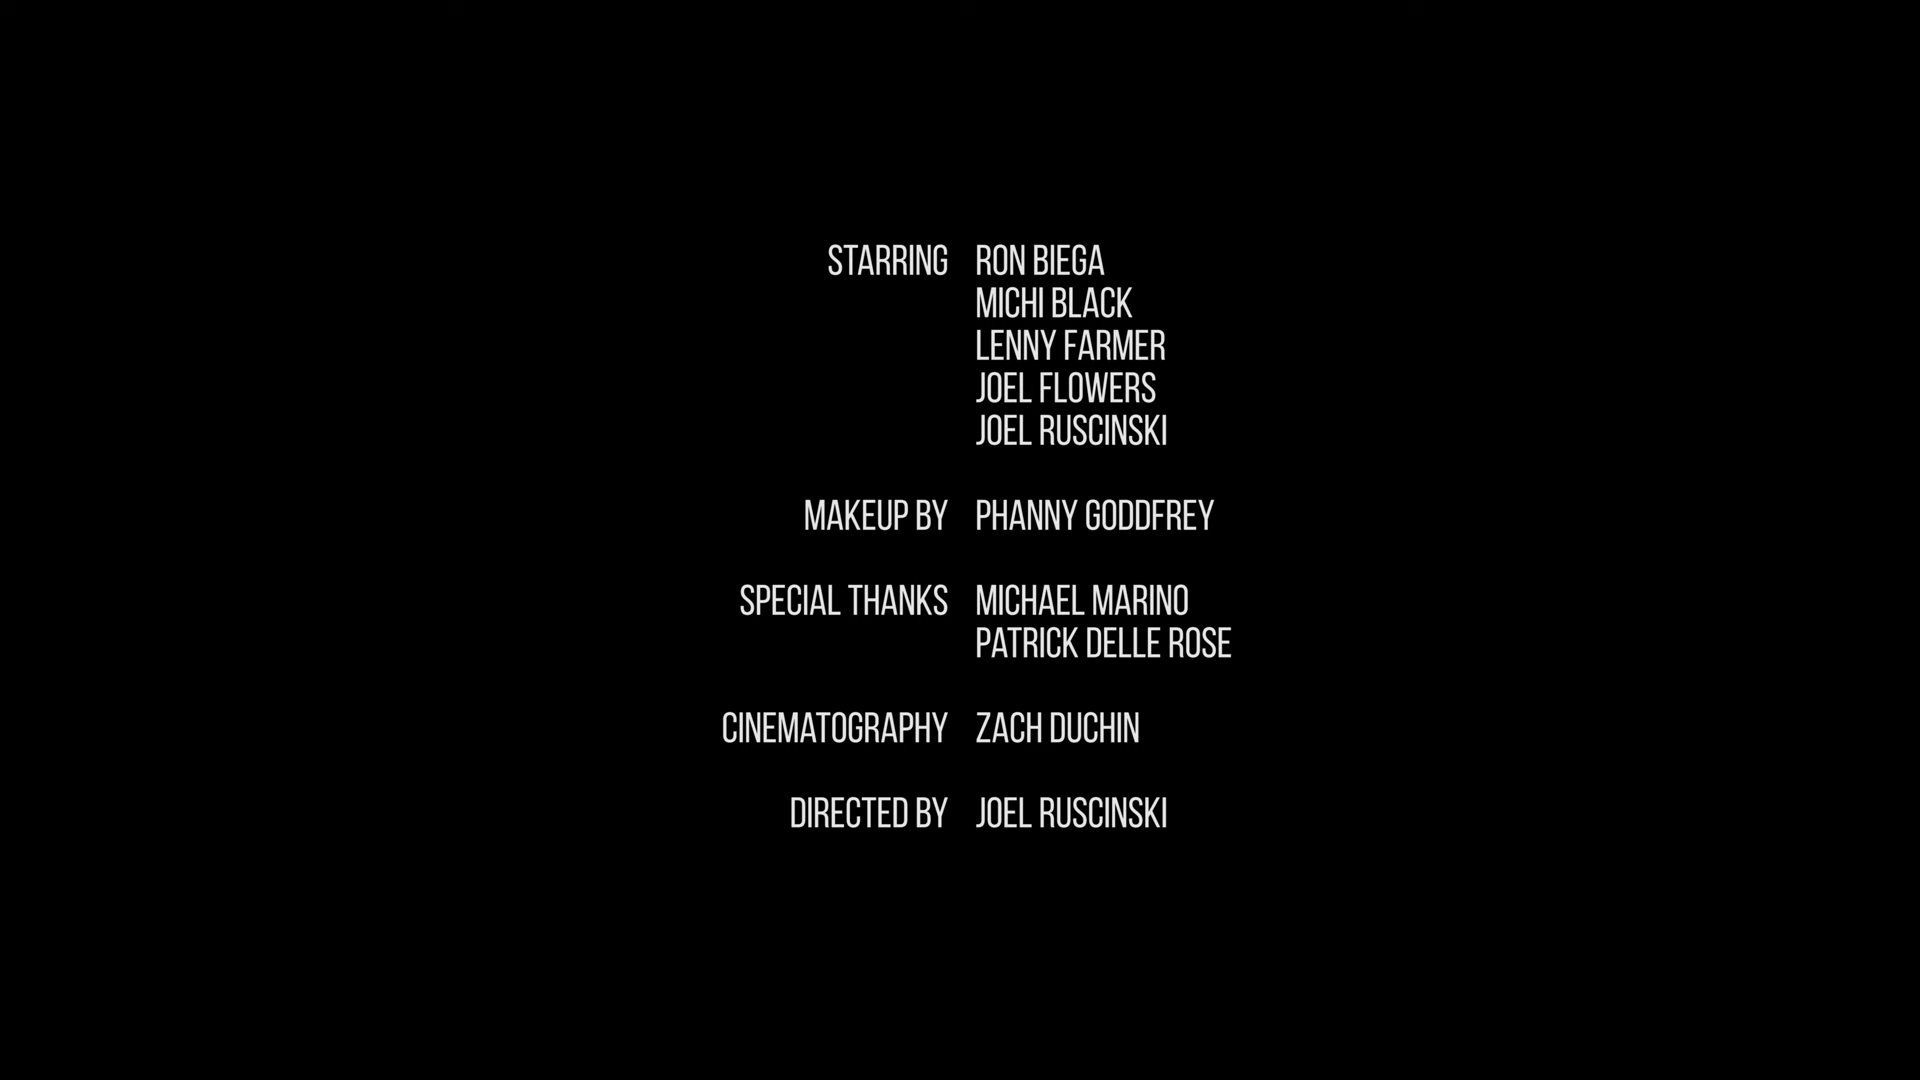 STARRING RON BIEGA
MICHI BLACK
LENNY FARMER
JOEL FLOWERS
JOEL RUSCINSKI
MAKEUP BY PHANNY GODDFREY
SPECIAL THANKS MICHAEL MARINO
PATRICK DELLE ROSE
CINEMATOGRAPHY ZACH DUCHIN
DIRECTED BY JOEL RUSCINSKI